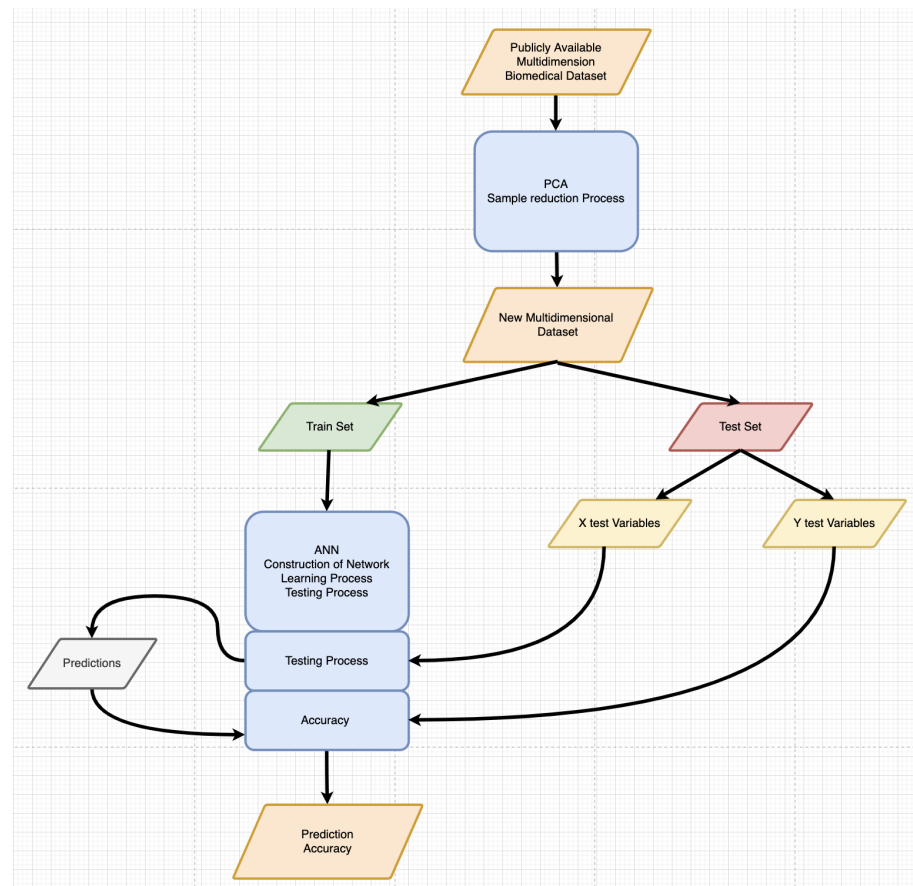 Publicly Available
Multidimension
Biomedical Dataset
PCA
Sample reduction Process
New Multidimensional
Dataset
Train Set
Test Set
X test Variables
Y test Variables
ANN
Construction of Network
Learning Process
Testing Process
Predictions
Testing Process
Accuracy
Prediction
Accuracy